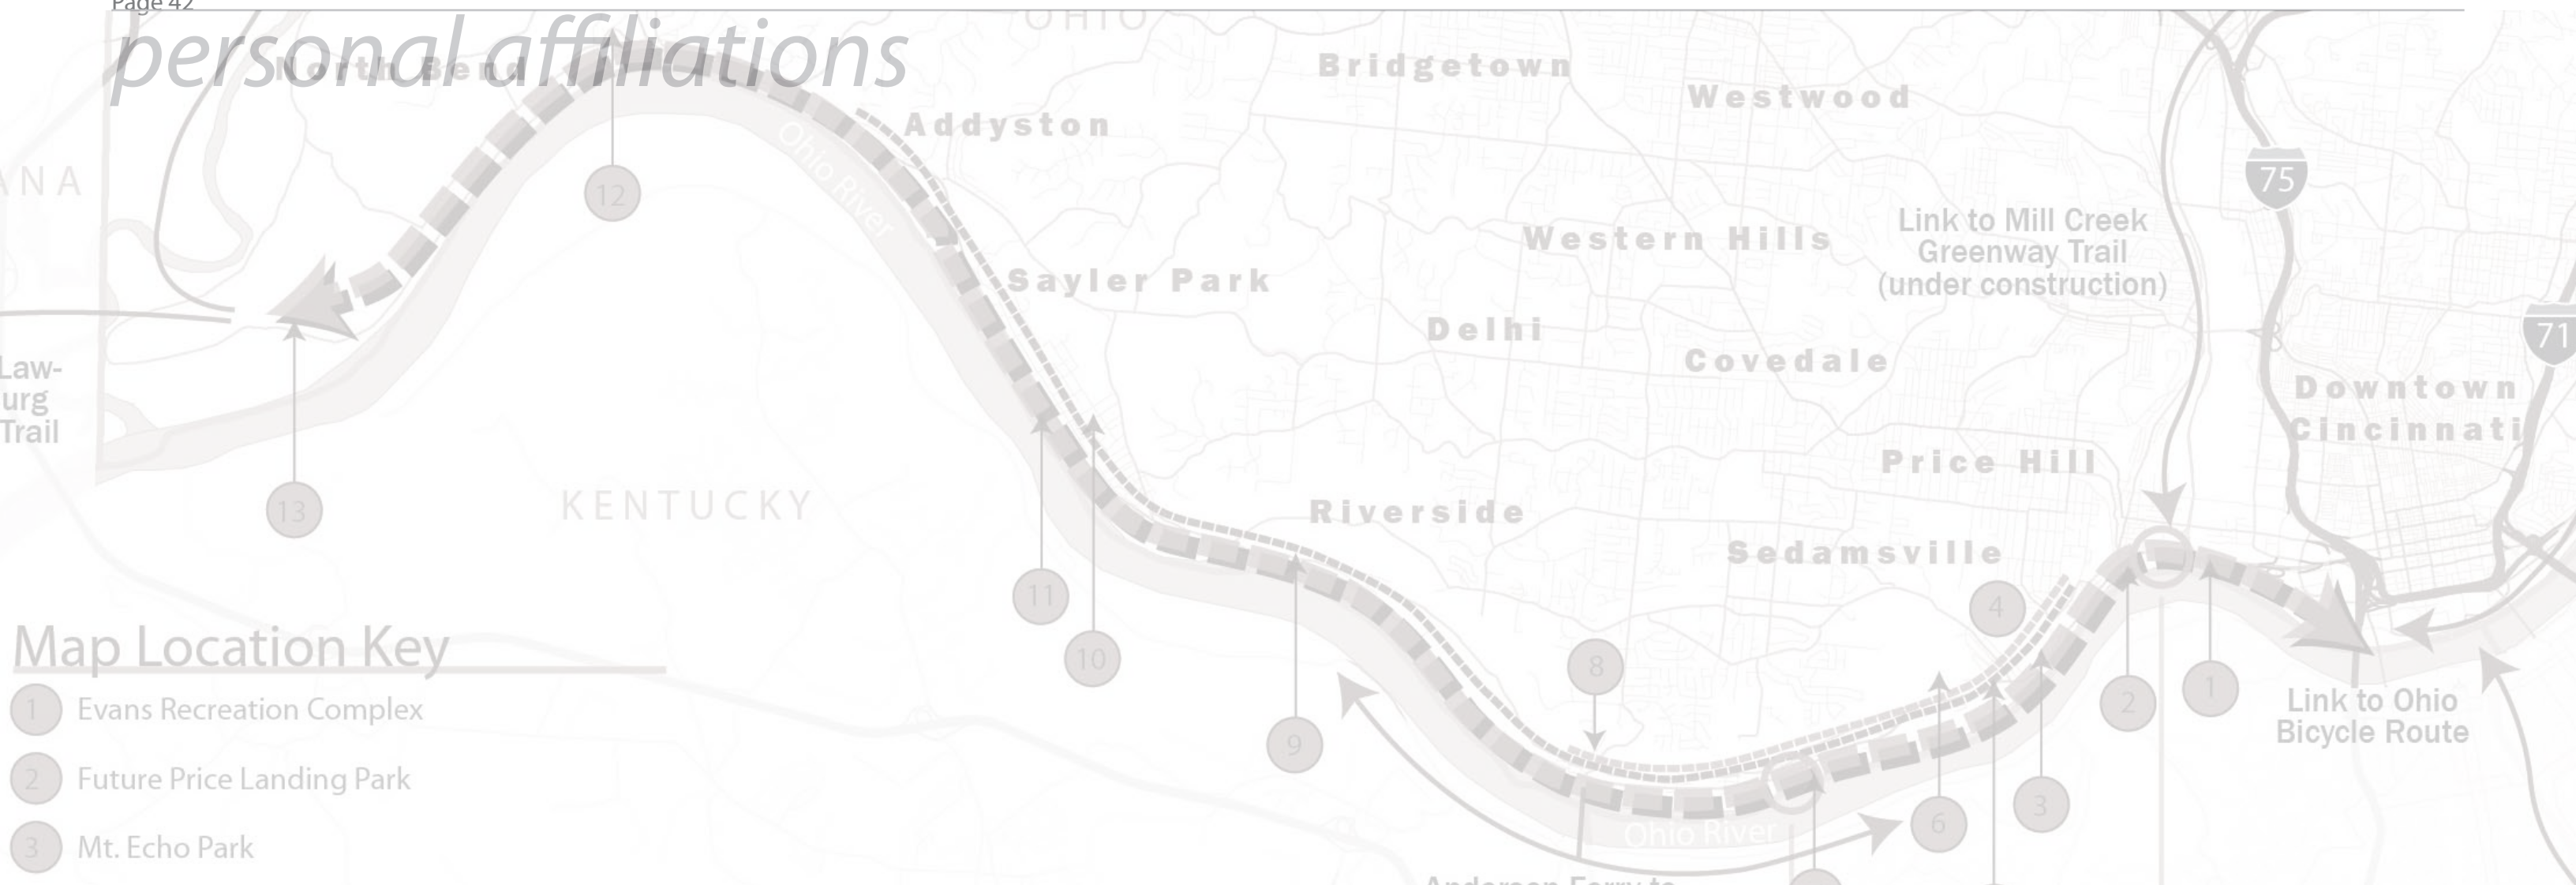 Page 42
OHIO
personal affiliations
North Bend
Bridgetown
Westwood
Addyston
Ohio River
75
12
Link to Mill Creek
Greenway Trail
(under construction)
Western Hills
Sayler Park
Delhi
71
Covedale
Law-
urg
Trail
Downtown
Cincinnati
Price Hill
KENTUCKY
13
Riverside
Sedamsville
11
4
10
8
9
2
1
Link to Ohio
Bicycle Route
3
6
Ohio River
Map Location Key
1 Evans Recreation Complex
2 Future Price Landing Park
3 Mt. Echo Park